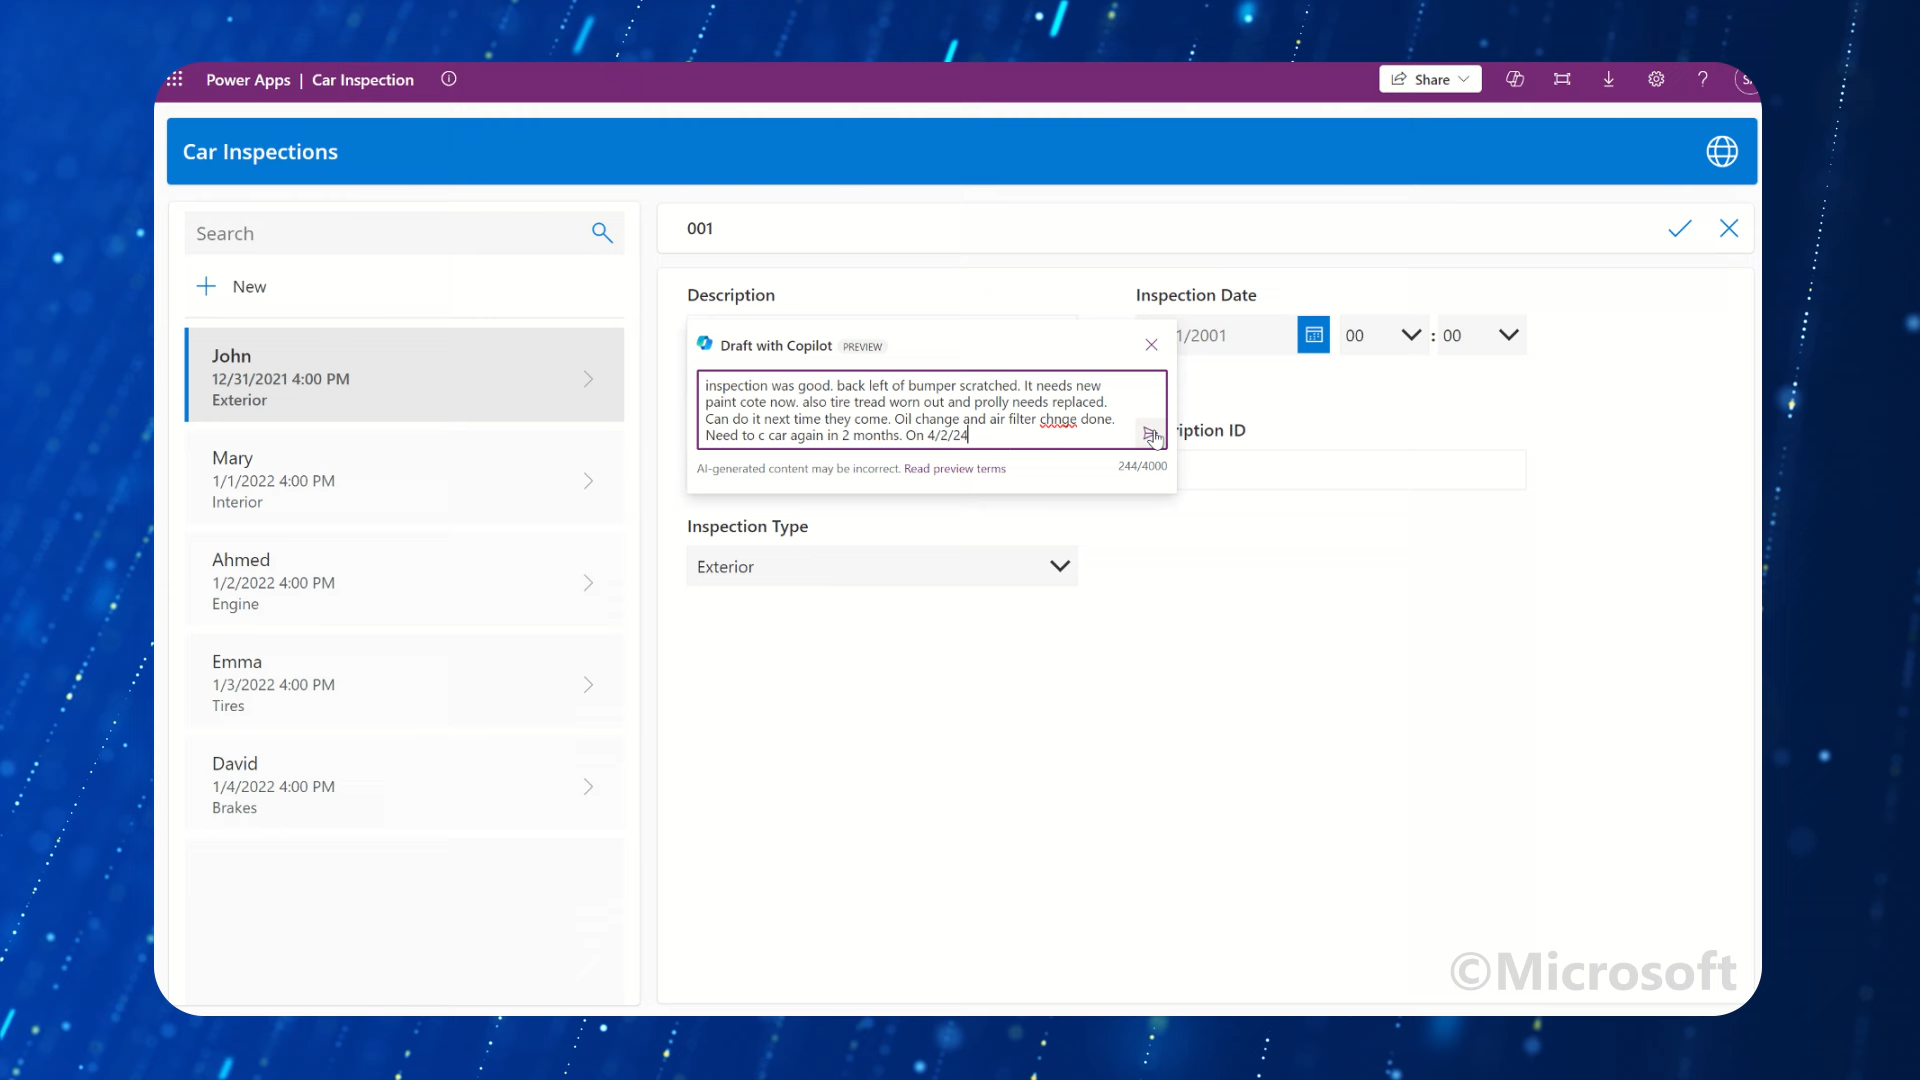 Power Apps | Car Inspection
Share
?
Car Inspections
Search
New
John
12/31/2021 4:00 PM
Exterior
Mary
1/1/2022 4:00 PM
Interior
Ahmed
1/2/2022 4:00 PM
Engine
Emma
1/3/2022 4:00 PM
Tires
David
1/4/2022 4:00 PM
Brakes
001
Description
Inspection Date
1/2001
00 : 00
Draft with Copilot PREVIEW
inspection was good. back left of bumper scratched. It needs new
paint cote now. also tire tread worn out and prolly needs replaced.
Can do it next time they come. Oil change and air filter chnge done.
Need to c car again in 2 months. On 4/2/24
AI-generated content may be incorrect. Read preview terms
244/4000
ription ID
Inspection Type
Exterior
©Microsoft